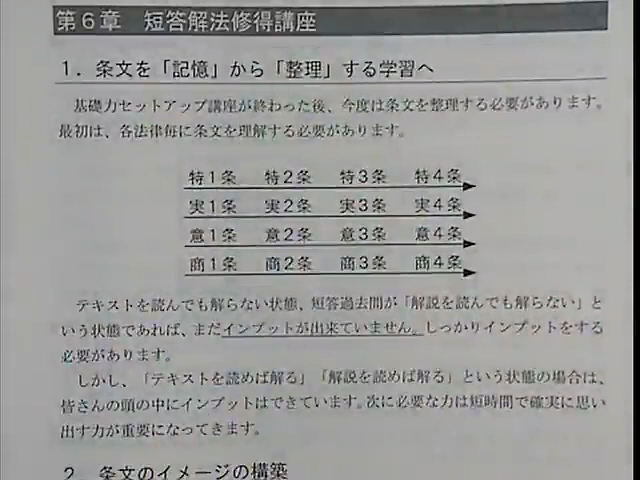 第6章 短答解法修得講座
1．条文を「記憶」から「整理」する学習へ
基礎力セットアップ講座が終わった後、今度は条文を整理する必要があります。
最初は、各法律毎に条文を理解する必要があります。
特1条 特2条 特3条 特4条
実1条 実2条 実3条 実4条
意1条 意2条 意3条 意4条
商1条 商2条 商3条 商4条
テキストを読んでも解らない状態、短答過去問が「解説を読んでも解らない」と
いう状態であれば、まだインプットが出来ていません。しっかりインプットをする
必要があります。
しかし、「テキストを読めば解る」「解説を読めば解る」という状態の場合は、
皆さんの頭の中にインプットはできています。次に必要な力は短時間で確実に思い
出す力が重要になってきます。
2．条文のイメージの構築